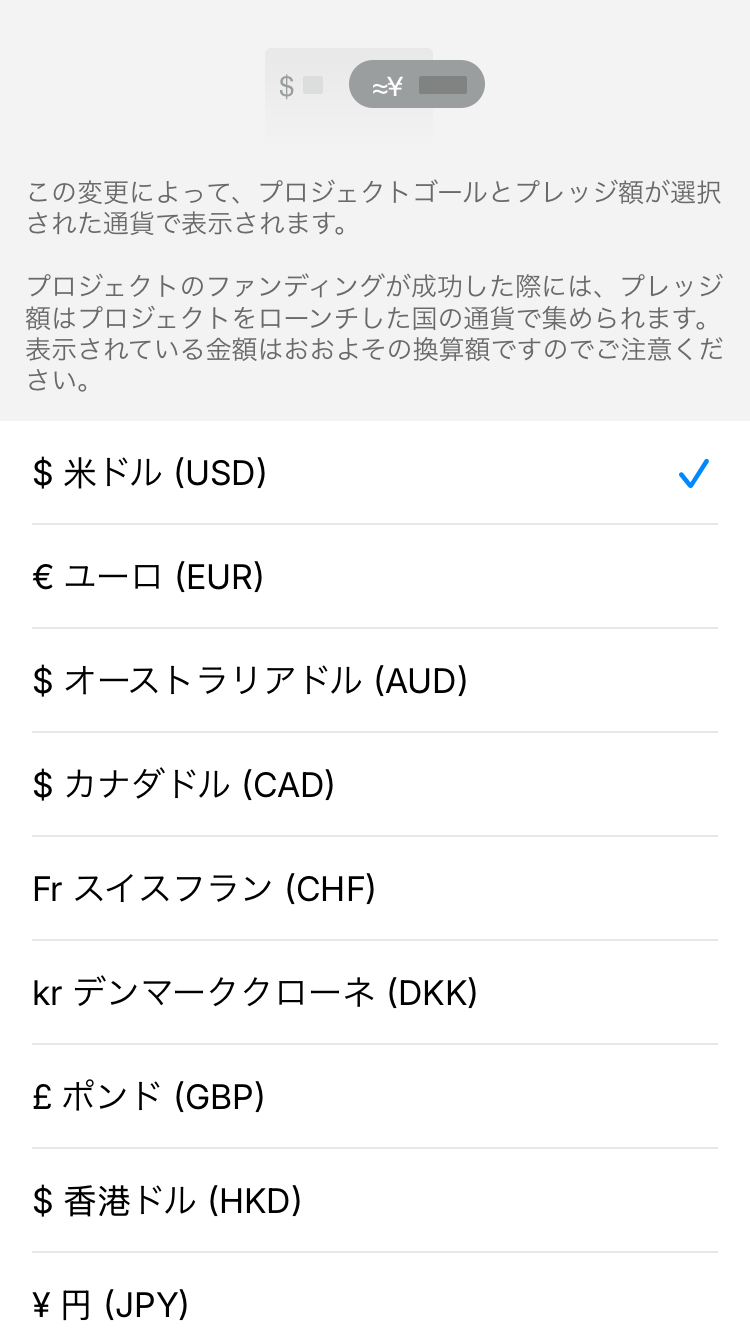 $ ≈¥
この変更によって、プロジェクトゴールとプレッジ額が選択
された通貨で表示されます。
プロジェクトのファンディングが成功した際には、プレッジ
額はプロジェクトをローンチした国の通貨で集められます。
表示されている金額はおおよその換算額ですのでご注意くだ
さい。
$ 米ドル (USD)
€ ユーロ (EUR)
$ オーストラリアドル (AUD)
$ カナダドル (CAD)
Fr スイスフラン (CHF)
kr デンマーククローネ (DKK)
£ ポンド (GBP)
$ 香港ドル (HKD)
¥ 円 (JPY)